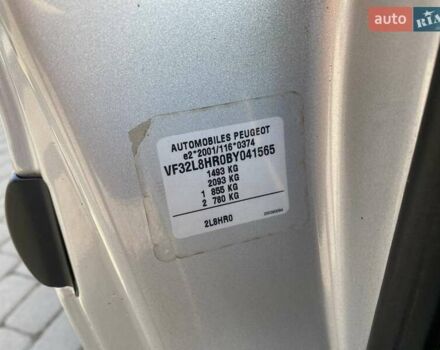 auto RIA
AUTOMOBILES PEUGEOT
e2*2001/116*0374
VF32L8HR0BY041565
1493 KG
2093 KG
1 855 KG
2 780 KG
2L8HR0